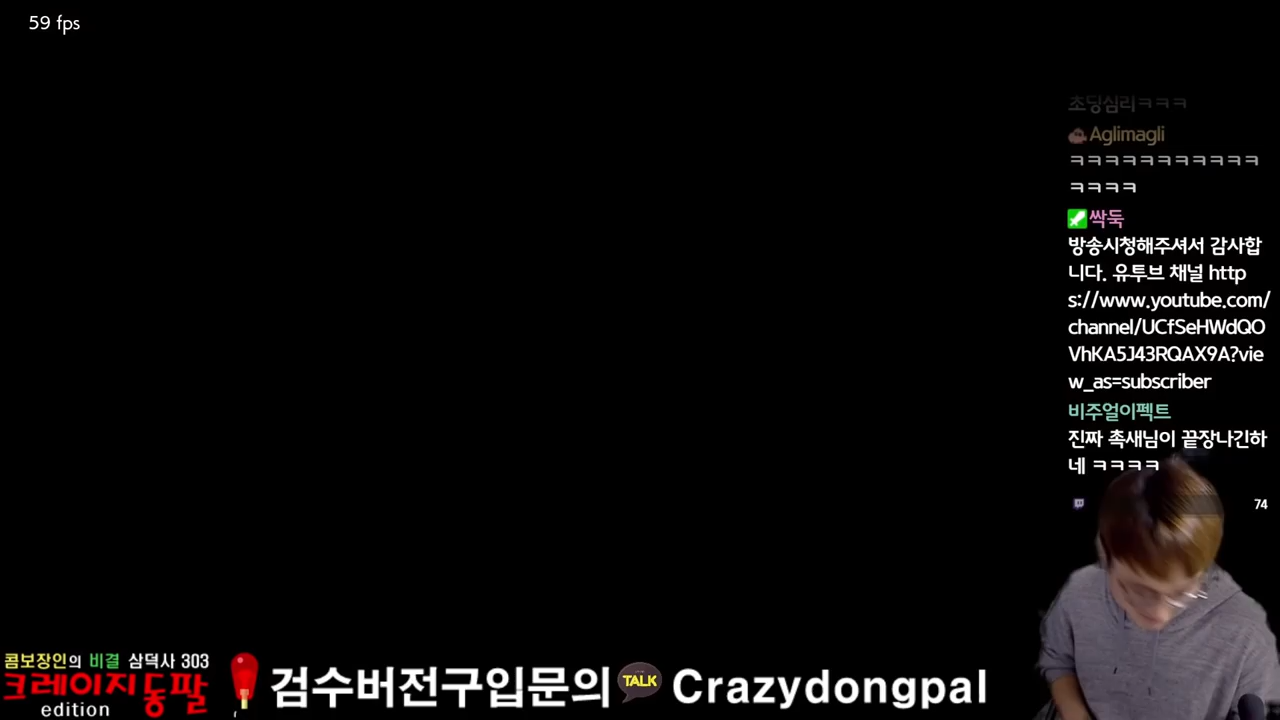 59 fps
초딩심리ㅋㅋㅋ
Aglimagli
ㅋㅋㅋㅋㅋㅋㅋㅋㅋㅋㅋ
ㅋㅋㅋㅋ
싹둑
방송시청해주셔서 감사합
니다. 유투브 채널 http
s://www.youtube.com/
channel/UCfSeHWdQO
VhKA5J43RQAX9A?vie
w_as=subscriber
비주얼이펙트
진짜 촉새님이 끝장나긴하
네 ㅋㅋㅋㅋ
74
콤보장인의 비결 삼덕사 303
크레이지동팔
edition
검수버전구입문의 TALK Crazydongpal